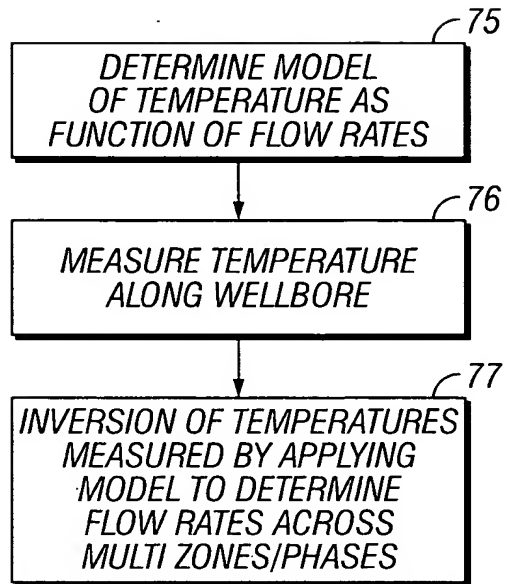 75
DETERMINE MODEL
OF TEMPERATURE AS
FUNCTION OF FLOW RATES
76
MEASURE TEMPERATURE
ALONG WELLBORE
77
INVERSION OF TEMPERATURES
MEASURED BY APPLYING
MODEL TO DETERMINE
FLOW RATES ACROSS
MULTI ZONES/PHASES